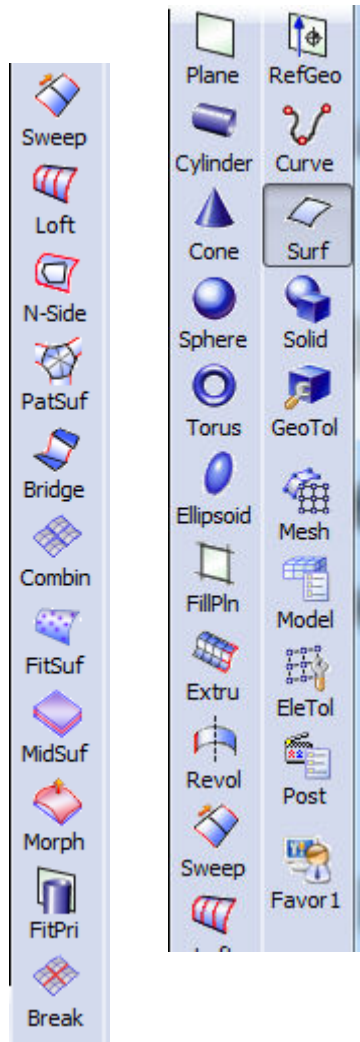 Sweep
Loft
N-Side
PatSuf
Bridge
Combin
FitSuf
MidSuf
Morph
FitPri
Break
Plane
Cylinder
Cone
Sphere
Torus
Ellipsoid
FillPln
Extru
Revol
Sweep
RefGeo
Curve
Surf
Solid
GeoTol
Mesh
Model
EleTol
Post
Favor1